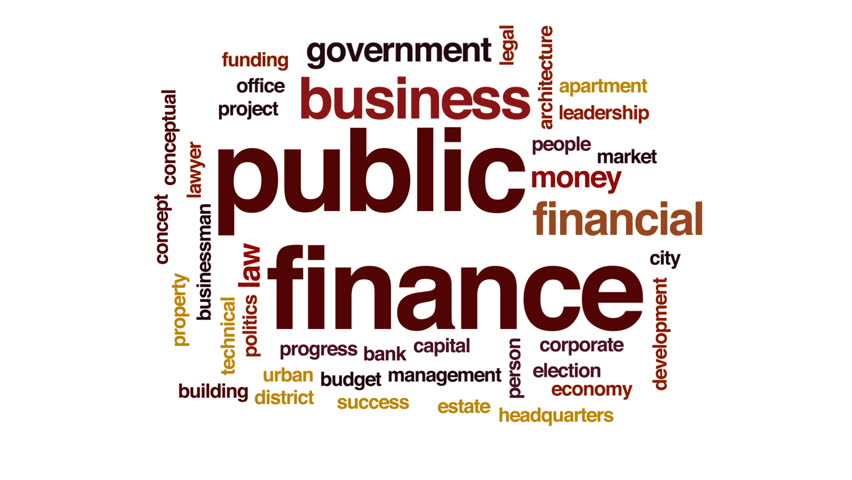 government
legal
architecture
funding
office
business
apartment
project
leadership
conceptual
lawyer
public
people
market
money
concept
businessman
financial
law
finance
city
property
technical
politics
development
progress
bank
capital
person
corporate
urban
budget
management
election
building
district
success
estate
economy
headquarters